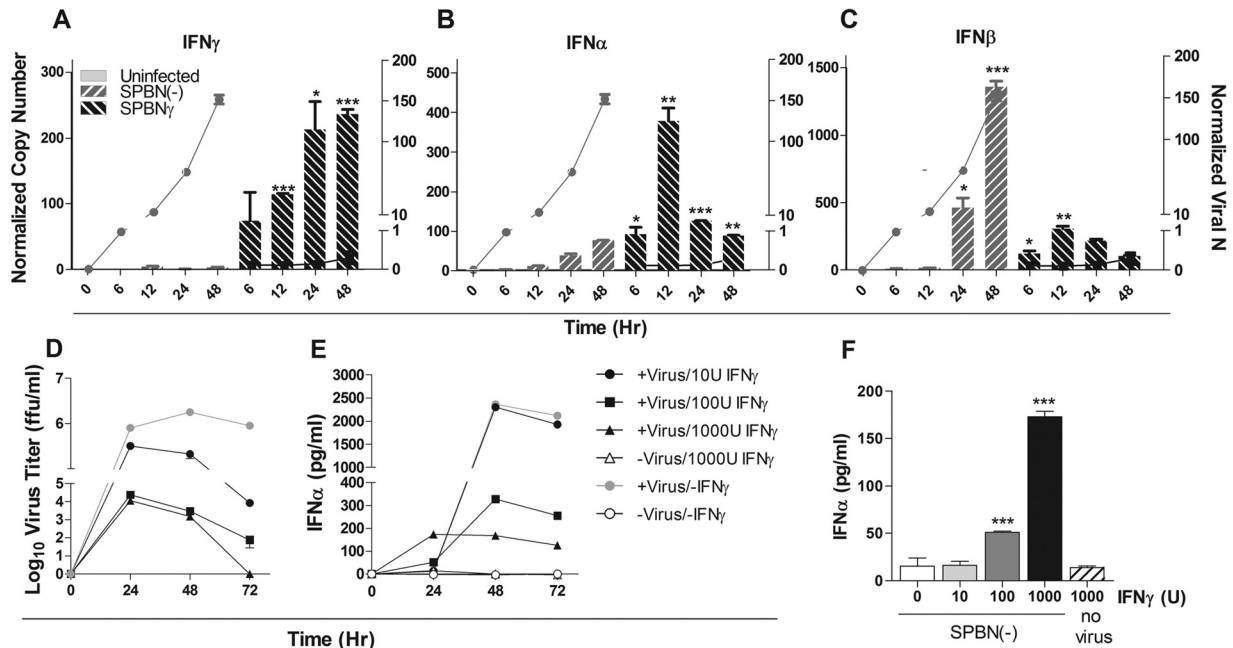 A
IFNγ
Normalized Copy Number
300
200
100
0
Uninfected
SPBN(-)
SPBNγ
*
***
***
200
150
100
10
1
0
0 6 12 24 48 6 12 24 48
B
IFNα
500
400
300
200
100
0
*
**
***
**
200
150
100
10
1
0
0 6 12 24 48 6 12 24 48
C
IFNβ
1500
1000
500
0
*
***
*
**
200
150
100
10
1
0
Normalized Viral N
0 6 12 24 48 6 12 24 48
Time (Hr)
D
Log10 Virus Titer (ffu/ml)
7
6
5
4
3
2
1
0
0 24 48 72
E
IFNα (pg/ml)
3000
2500
2000
1500
1000
400
300
200
100
0
0 24 48 72
+Virus/10U IFNγ
+Virus/100U IFNγ
+Virus/1000U IFNγ
-Virus/1000U IFNγ
+Virus/-IFNγ
-Virus/-IFNγ
Time (Hr)
F
IFNα (pg/ml)
200
150
100
50
0
***
***
0 10 100 1000 1000 IFNγ (U)
SPBN(-)
no
virus